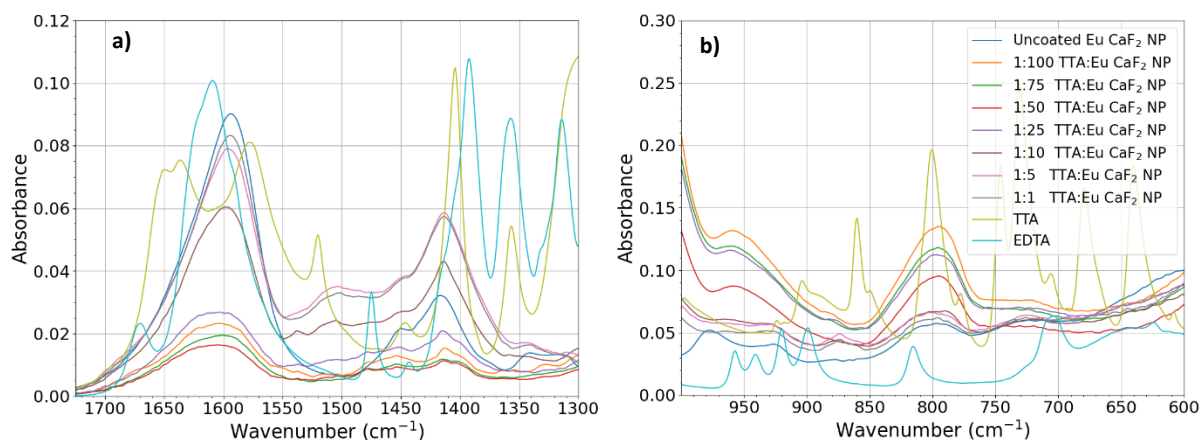 a)
0.12
0.10
0.08
0.06
0.04
0.02
0.00
Absorbance
1700 1650 1600 1550 1500 1450 1400 1350 1300
Wavenumber (cm⁻¹)
b)
0.30
0.25
0.20
0.15
0.10
0.05
0.00
Absorbance
950 900 850 800 750 700 650 600
Wavenumber (cm⁻¹)
Uncoated Eu CaF₂ NP
1:100 TTA:Eu CaF₂ NP
1:75 TTA:Eu CaF₂ NP
1:50 TTA:Eu CaF₂ NP
1:25 TTA:Eu CaF₂ NP
1:10 TTA:Eu CaF₂ NP
1:5 TTA:Eu CaF₂ NP
1:1 TTA:Eu CaF₂ NP
TTA
EDTA